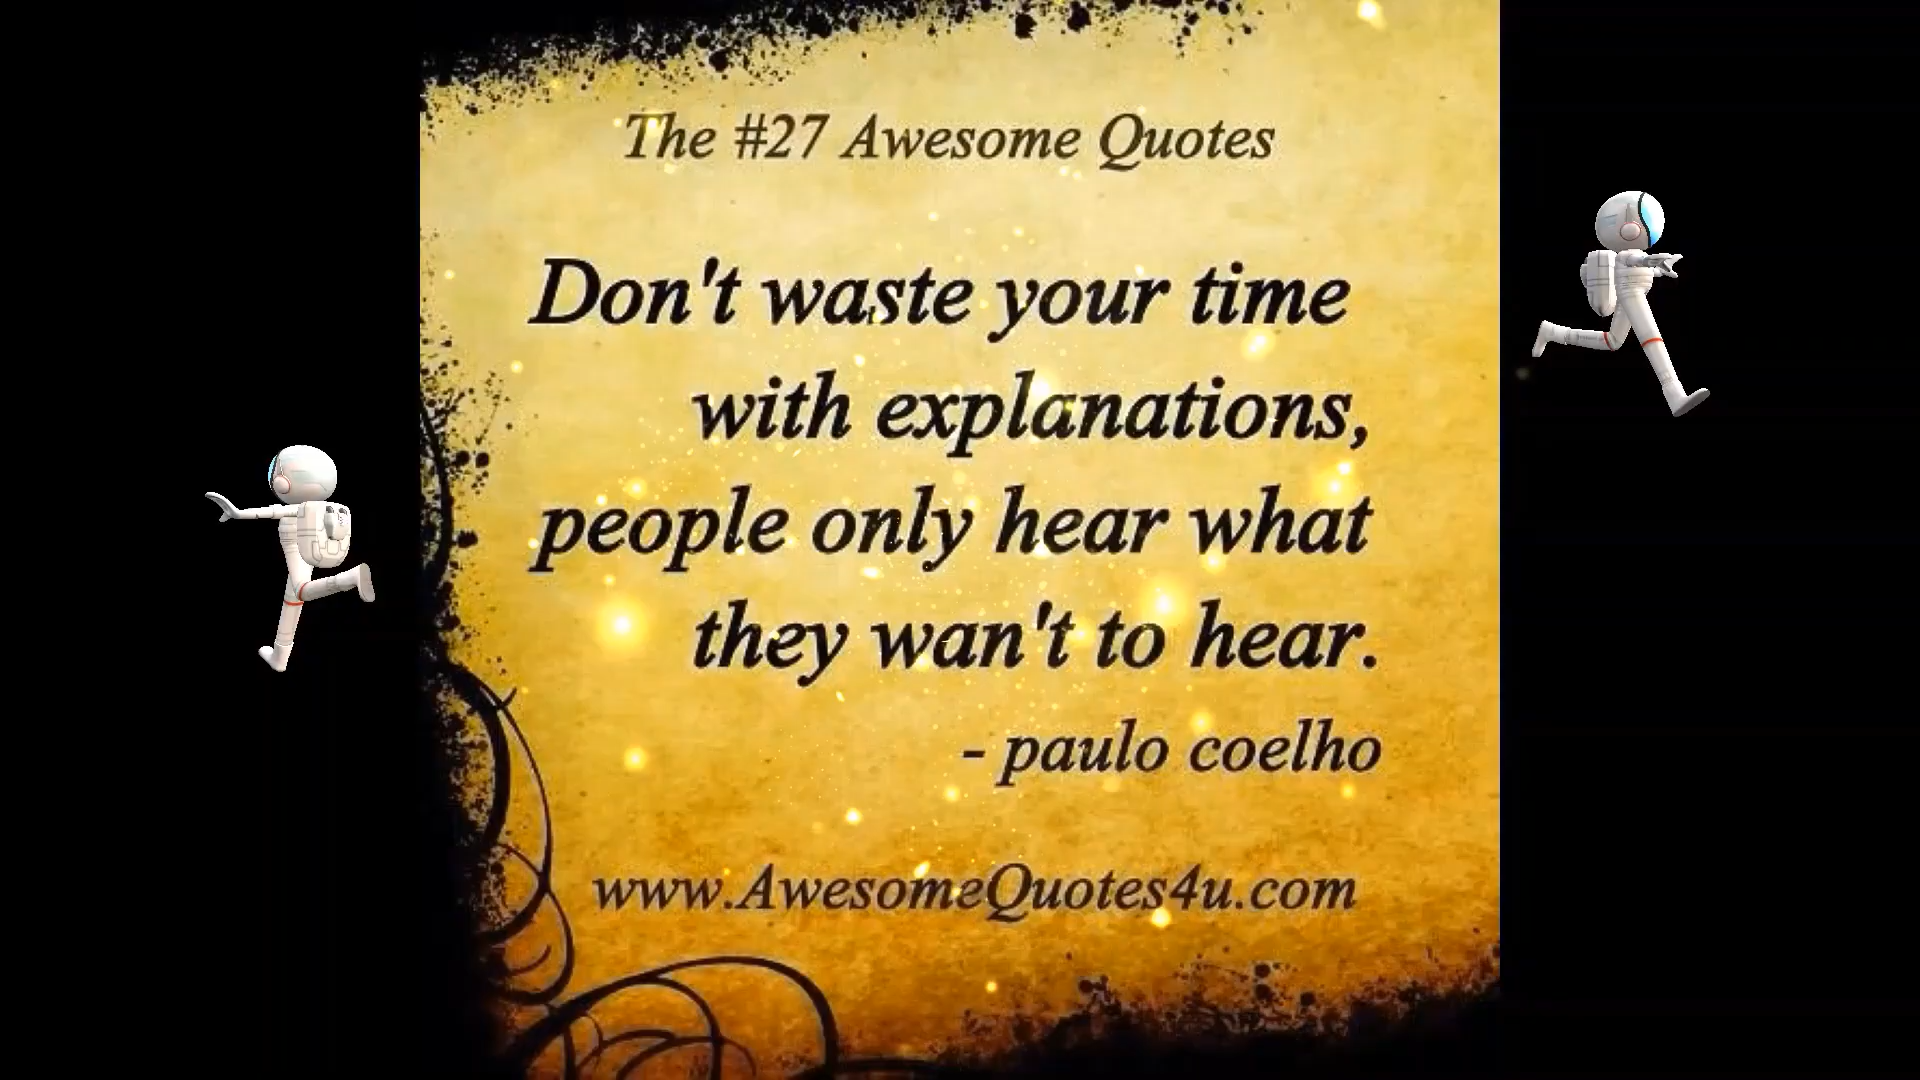 The #27 Awesome Quotes
Don't waste your time
with explanations,
people only hear what
they wan't to hear.
- paulo coelho
www.AwesomeQuotes4u.com